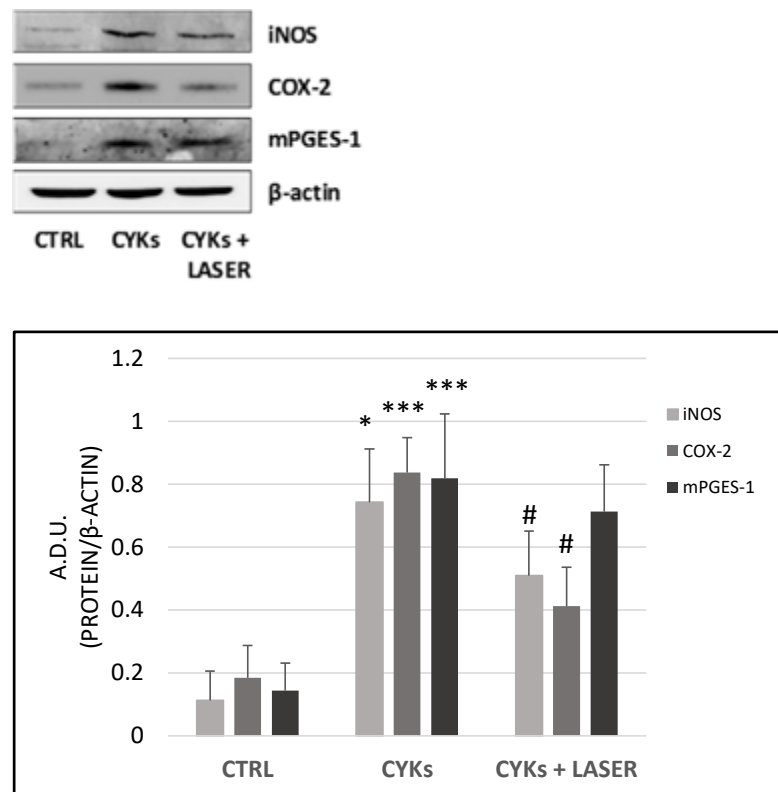 iNOS
COX-2
mPGES-1
β-actin
CTRL CYKs CYKs +
LASER
1.2
1
0.8
0.6
0.4
0.2
0
A.D.U.
(PROTEIN/β-ACTIN)
* *** ***
# #
iNOS
COX-2
mPGES-1
CTRL CYKs CYKs + LASER